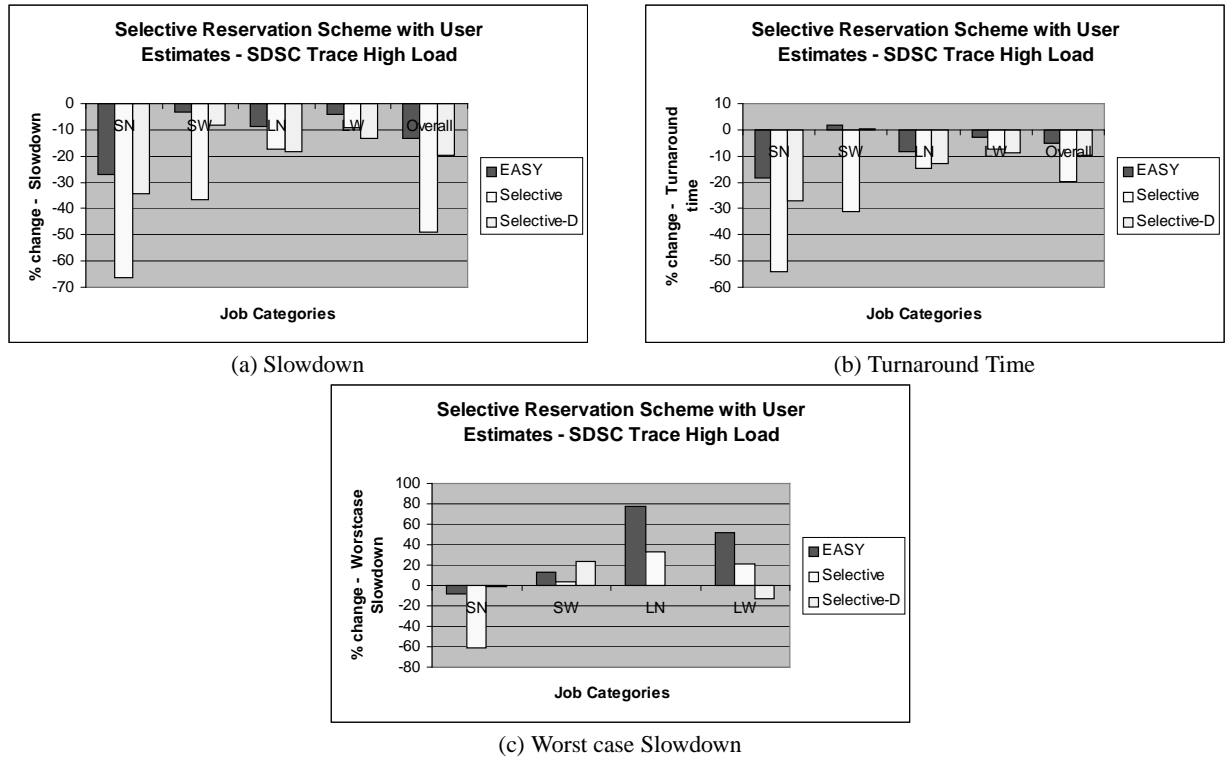 Selective Reservation Scheme with User
Estimates - SDSC Trace High Load
% change - Slowdown
0
-10
-20
-30
-40
-50
-60
-70
SN
SW
LN
LW
Overall
Job Categories
EASY
Selective
Selective-D
(a) Slowdown
Selective Reservation Scheme with User
Estimates - SDSC Trace High Load
% change - Turnaround
time
10
0
-10
-20
-30
-40
-50
-60
SN
SW
LN
LW
Overall
Job Categories
EASY
Selective
Selective-D
(b) Turnaround Time
Selective Reservation Scheme with User
Estimates - SDSC Trace High Load
% change - Worstcase
Slowdown
100
80
60
40
20
0
-20
-40
-60
-80
SN
SW
LN
LW
Job Categories
EASY
Selective
Selective-D
(c) Worst case Slowdown